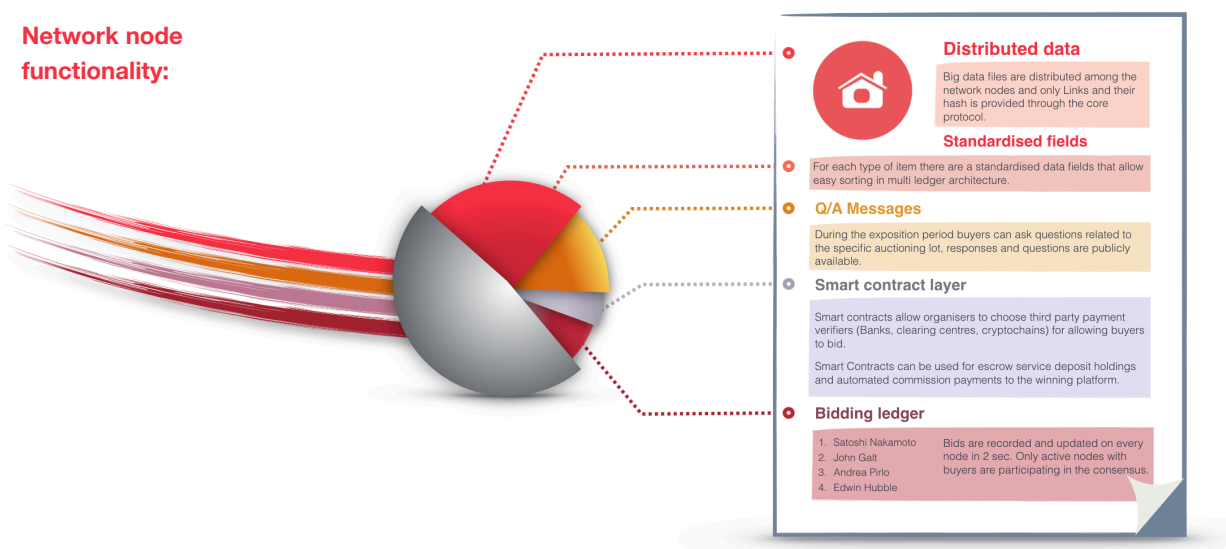 Network node
functionality:
Distributed data
Big data files are distributed among the
network nodes and only Links and their
hash is provided through the core
protocol.
Standardised fields
For each type of item there are a standardised data fields that allow
easy sorting in multi ledger architecture.
Q/A Messages
During the exposition period buyers can ask questions related to
the specific auctioning lot, responses and questions are publicly
available.
Smart contract layer
Smart contracts allow organisers to choose third party payment
verifiers (Banks, clearing centres, cryptochains) for allowing buyers
to bid.
Smart Contracts can be used for escrow service deposit holdings
and automated commission payments to the winning platform.
Bidding ledger
1. Satoshi Nakamoto
2. John Galt
3. Andrea Pirlo
4. Edwin Hubble
Bids are recorded and updated on every
node in 2 sec. Only active nodes with
buyers are participating in the consensus.